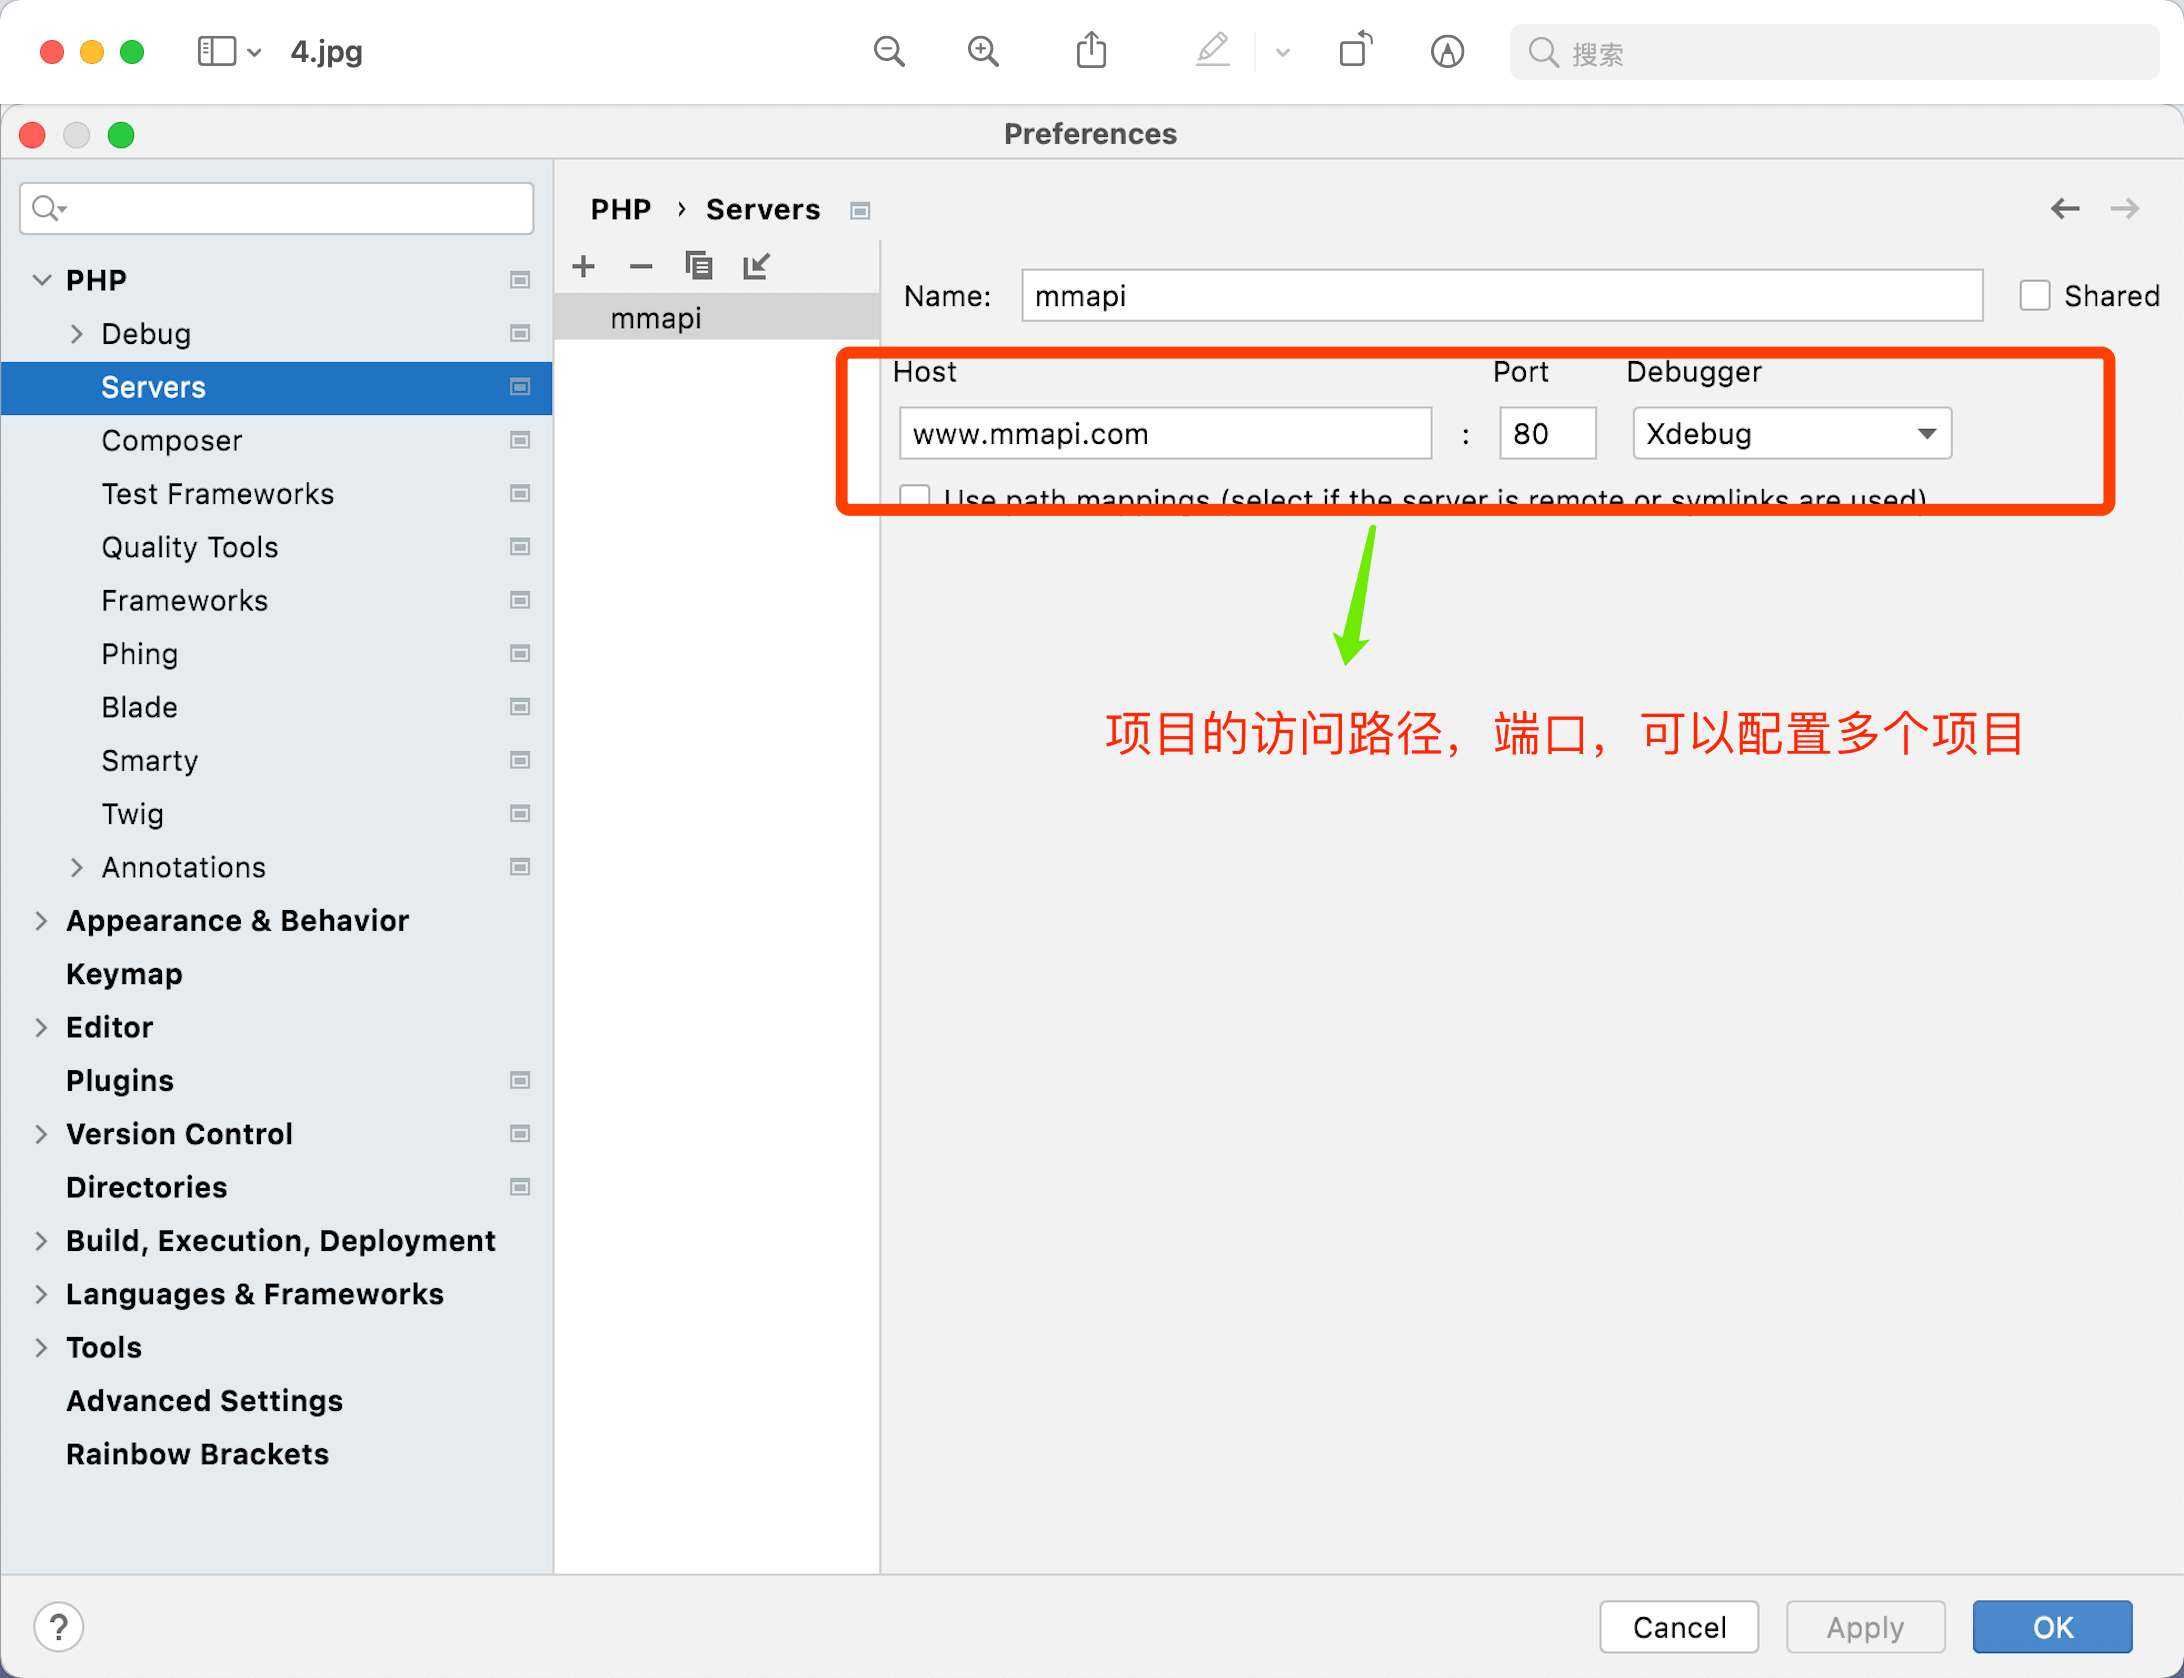 4.jpg
搜索
Preferences
PHP › Servers
PHP
Debug
Servers
Composer
Test Frameworks
Quality Tools
Frameworks
Phing
Blade
Smarty
Twig
Annotations
Appearance & Behavior
Keymap
Editor
Plugins
Version Control
Directories
Build, Execution, Deployment
Languages & Frameworks
Tools
Advanced Settings
Rainbow Brackets
mmapi
Name: mmapi Shared
Host Port Debugger
www.mmapi.com : 80 Xdebug
Use path mappings (select if the server is remote or symlinks are used)
项目的访问路径，端口，可以配置多个项目
? Cancel Apply OK